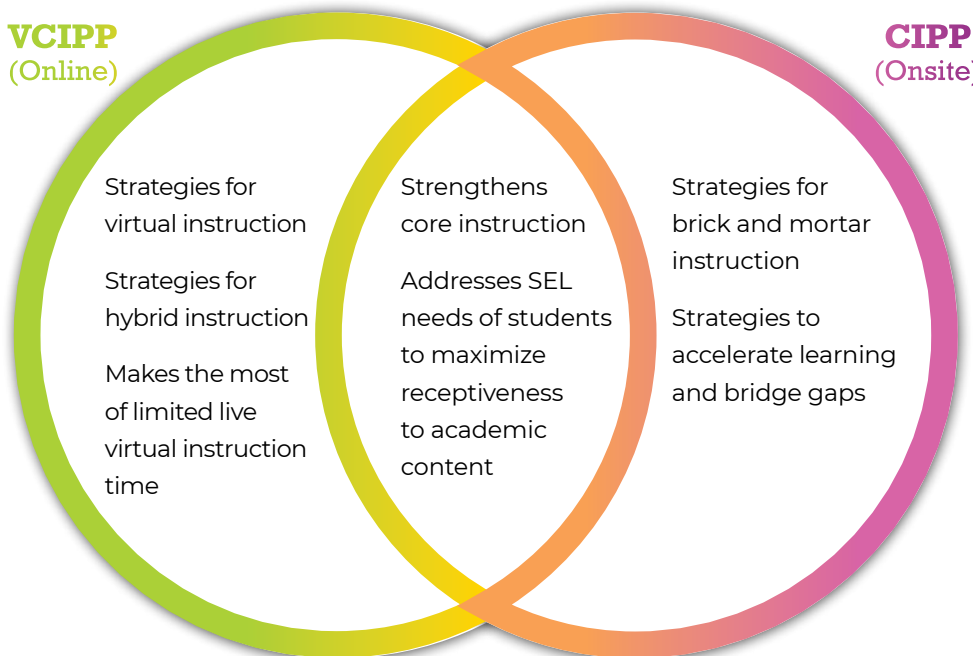 VCIPP
(Online)
CIPP
(Onsite)
Strategies for
virtual instruction
Strategies for
hybrid instruction
Makes the most
of limited live
virtual instruction
time
Strengthens
core instruction
Addresses SEL
needs of students
to maximize
receptiveness
to academic
content
Strategies for
brick and mortar
instruction
Strategies to
accelerate learning
and bridge gaps